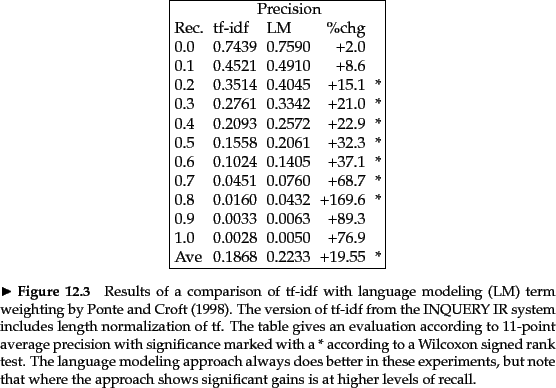 Precision
Rec. tf-idf LM %chg
0.0 0.7439 0.7590 +2.0
0.1 0.4521 0.4910 +8.6
0.2 0.3514 0.4045 +15.1 *
0.3 0.2761 0.3342 +21.0 *
0.4 0.2093 0.2572 +22.9 *
0.5 0.1558 0.2061 +32.3 *
0.6 0.1024 0.1405 +37.1 *
0.7 0.0451 0.0760 +68.7 *
0.8 0.0160 0.0432 +169.6 *
0.9 0.0033 0.0063 +89.3
1.0 0.0028 0.0050 +76.9
Ave 0.1868 0.2233 +19.55 *
► Figure 12.3 Results of a comparison of tf-idf with language modeling (LM) term
weighting by Ponte and Croft (1998). The version of tf-idf from the INQUERY IR system
includes length normalization of tf. The table gives an evaluation according to 11-point
average precision with significance marked with a * according to a Wilcoxon signed rank
test. The language modeling approach always does better in these experiments, but note
that where the approach shows significant gains is at higher levels of recall.